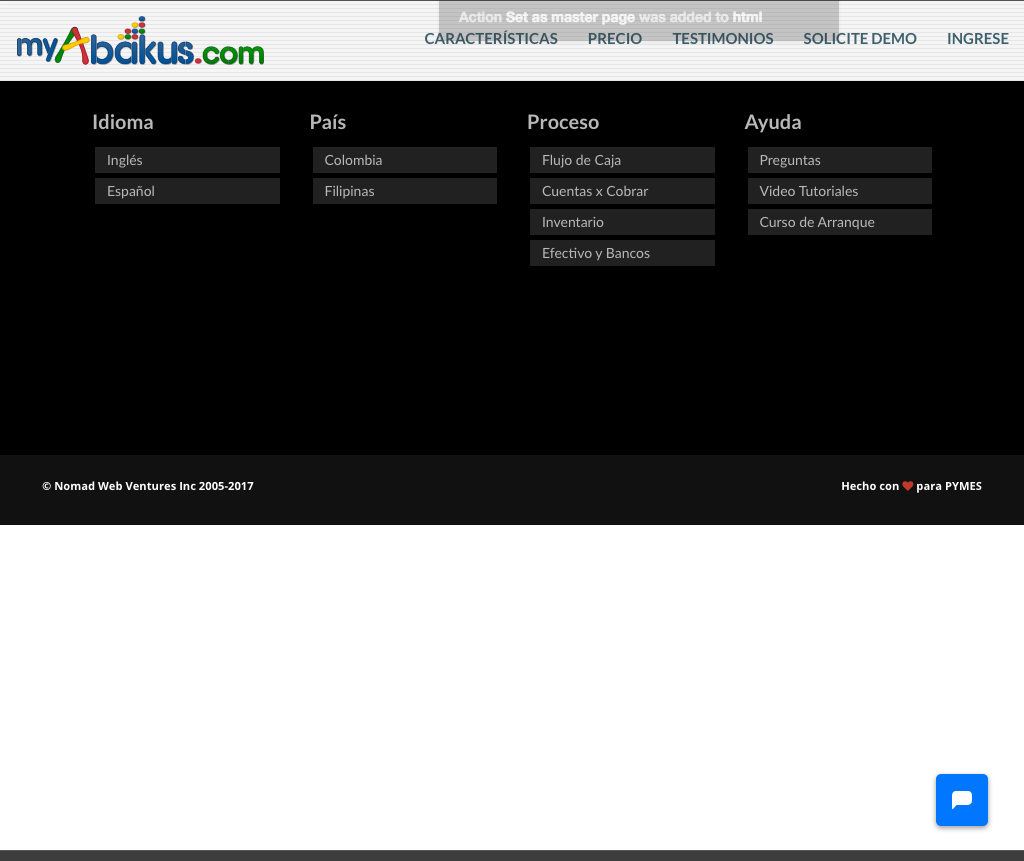 Action Set as master page was added to html
myAbakus.com
CARACTERÍSTICAS PRECIO TESTIMONIOS SOLICITE DEMO INGRESE
Idioma
Inglés
Español
País
Colombia
Filipinas
Proceso
Flujo de Caja
Cuentas x Cobrar
Inventario
Efectivo y Bancos
Ayuda
Preguntas
Video Tutoriales
Curso de Arranque
© Nomad Web Ventures Inc 2005-2017
Hecho con ❤ para PYMES